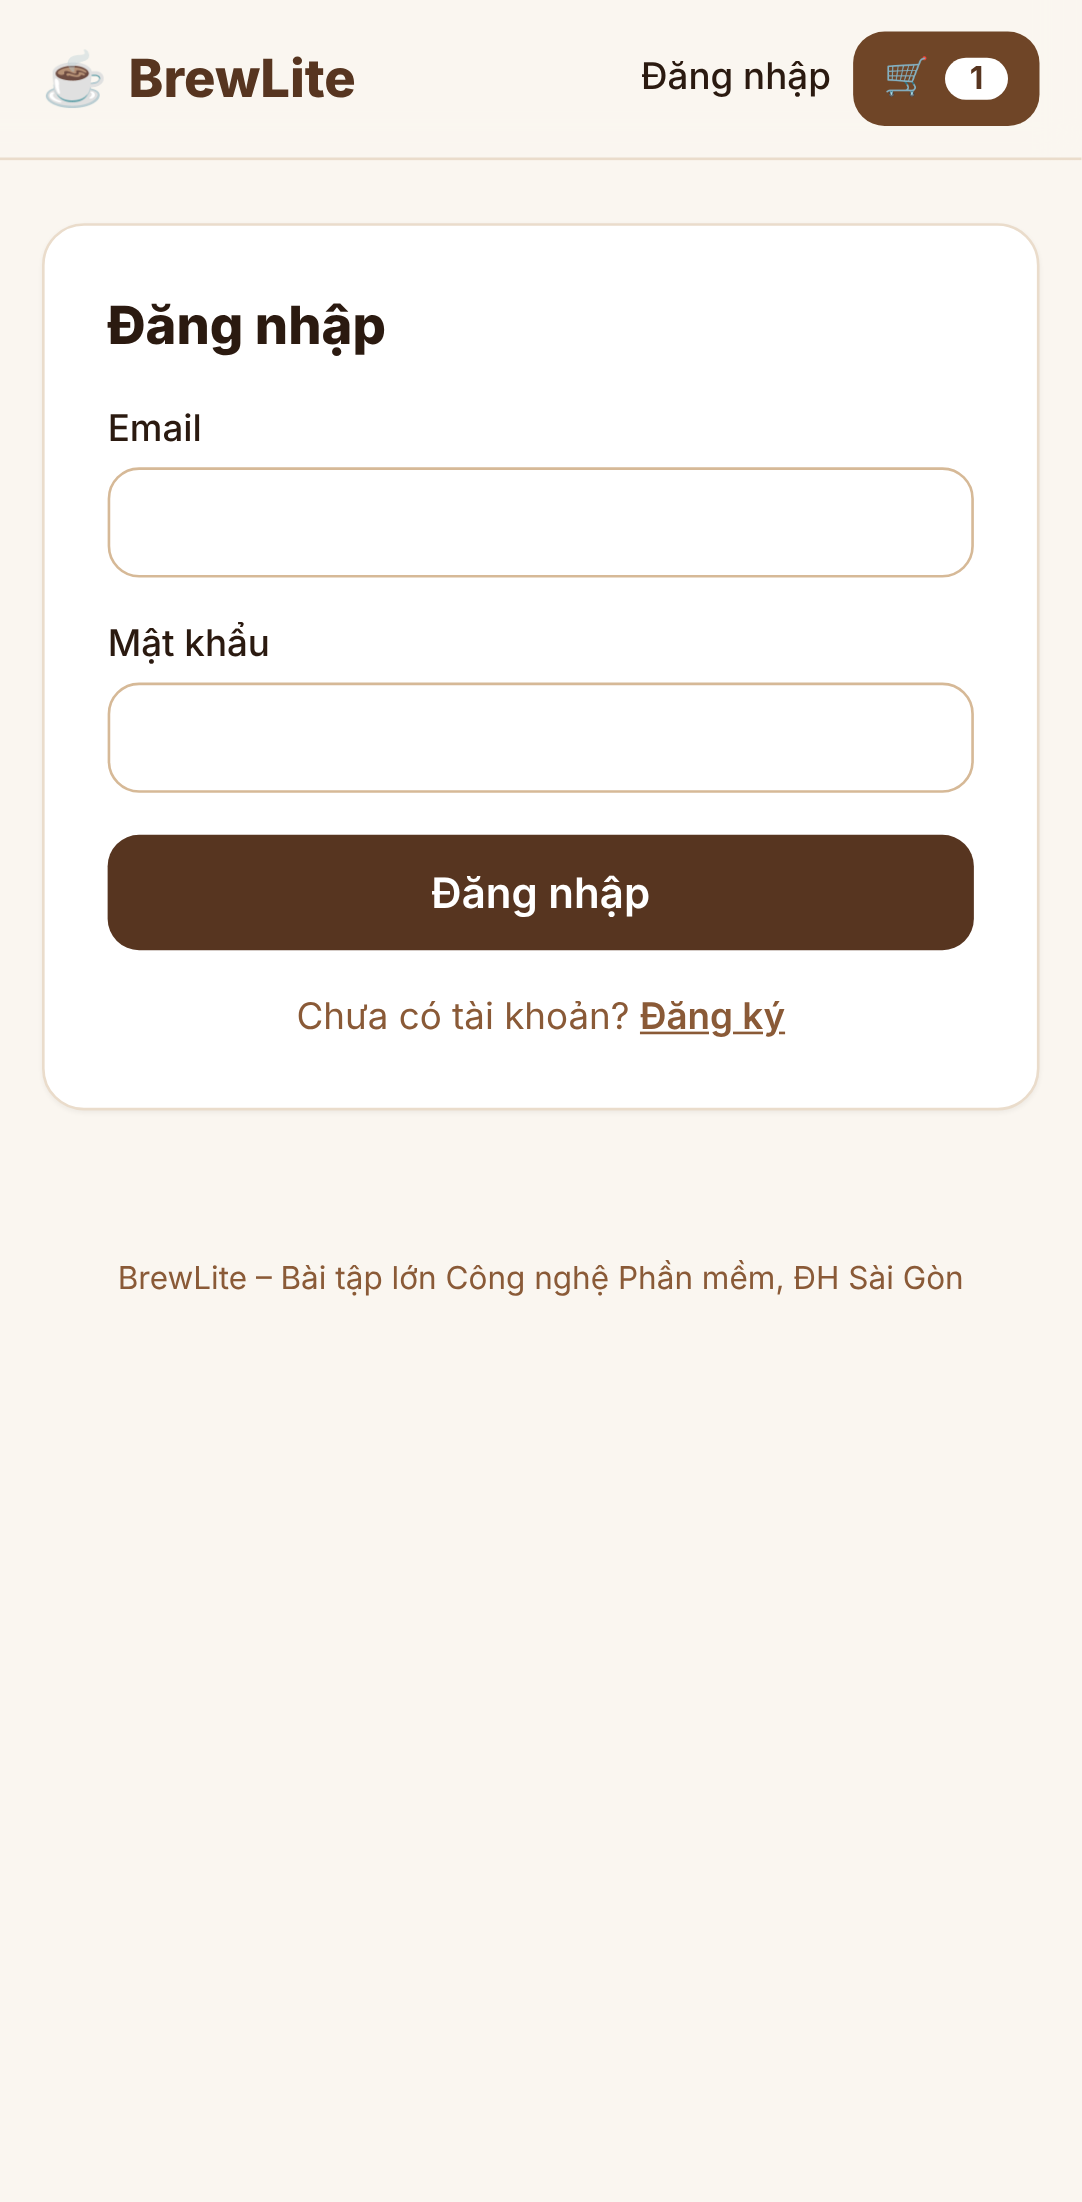 BrewLite
Đăng nhập
1
Đăng nhập
Email
Mật khẩu
Đăng nhập
Chưa có tài khoản? Đăng ký
BrewLite – Bài tập lớn Công nghệ Phần mềm, ĐH Sài Gòn